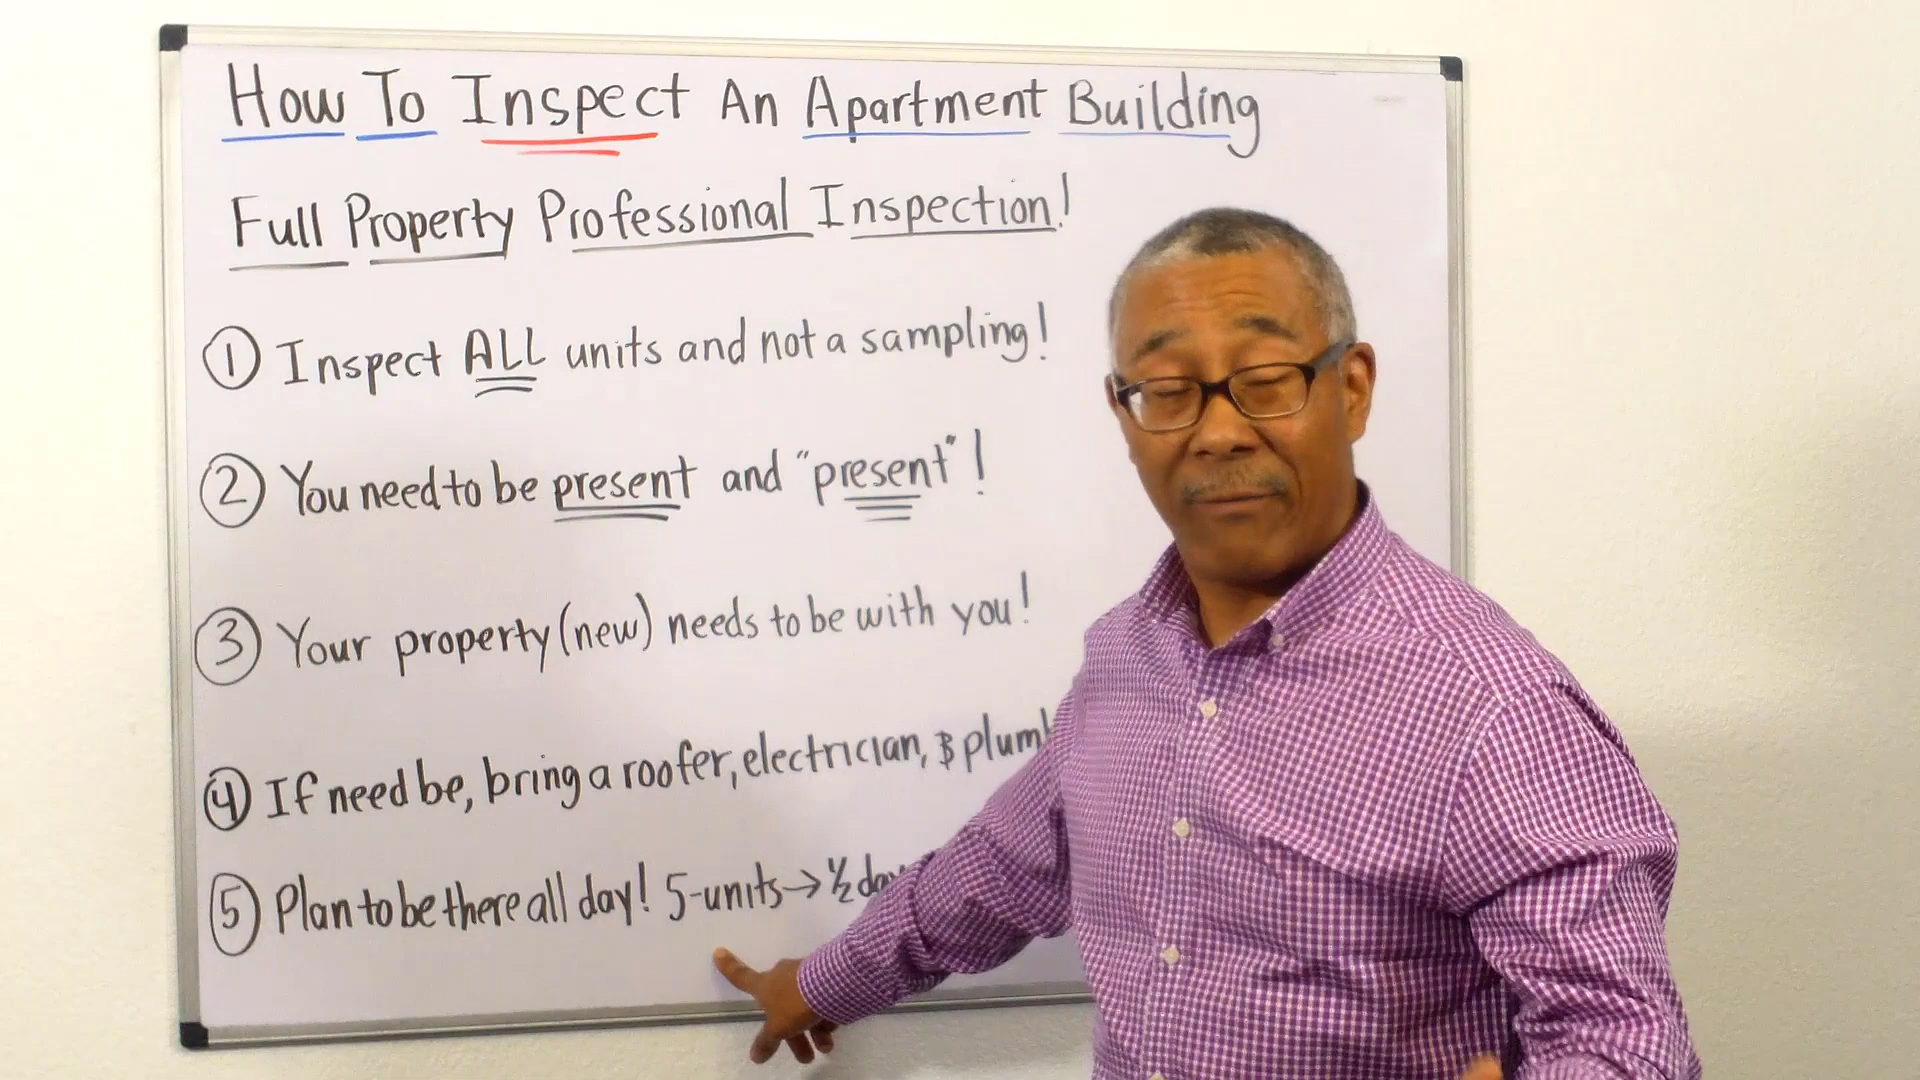 How To Inspect An Apartment Building
Full Property Professional Inspection!
1 Inspect ALL units and not a sampling!
2 You need to be present and "present"!
3 Your property (new) needs to be with you!
4 If need be, bring a roofer, electrician, &
5 Plan to be there all day! 5-units → ½ day